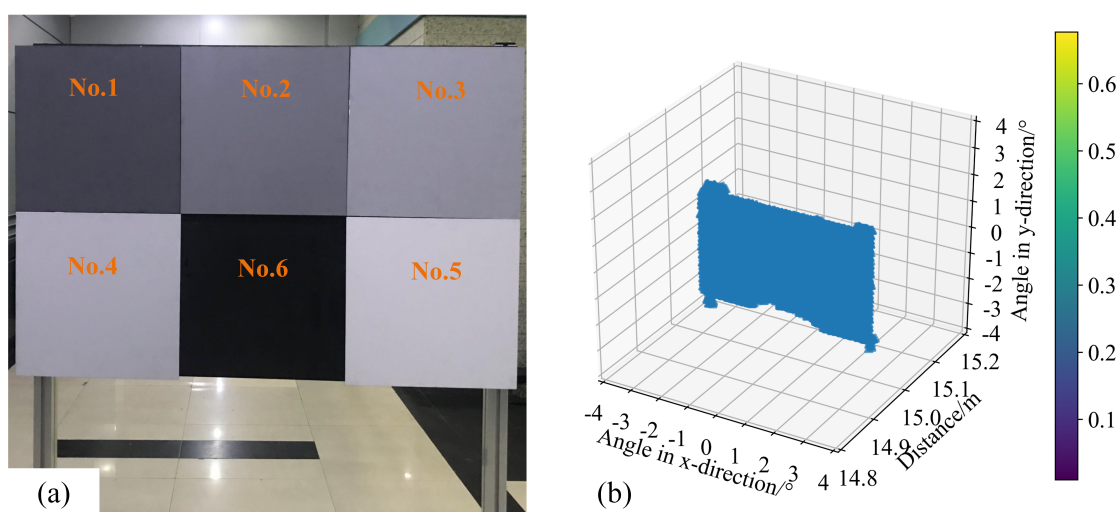 No.1
No.2
No.3
No.4
No.6
No.5
(a)
4
3
2
1
0
-1
-2
-3
-4
Angle in y-direction/°
15.2
15.1
15.0
14.9
14.8
Distance/m
-4
-3
-2
-1
0
1
2
3
4
Angle in x-direction/°
(b)
0.6
0.5
0.4
0.3
0.2
0.1